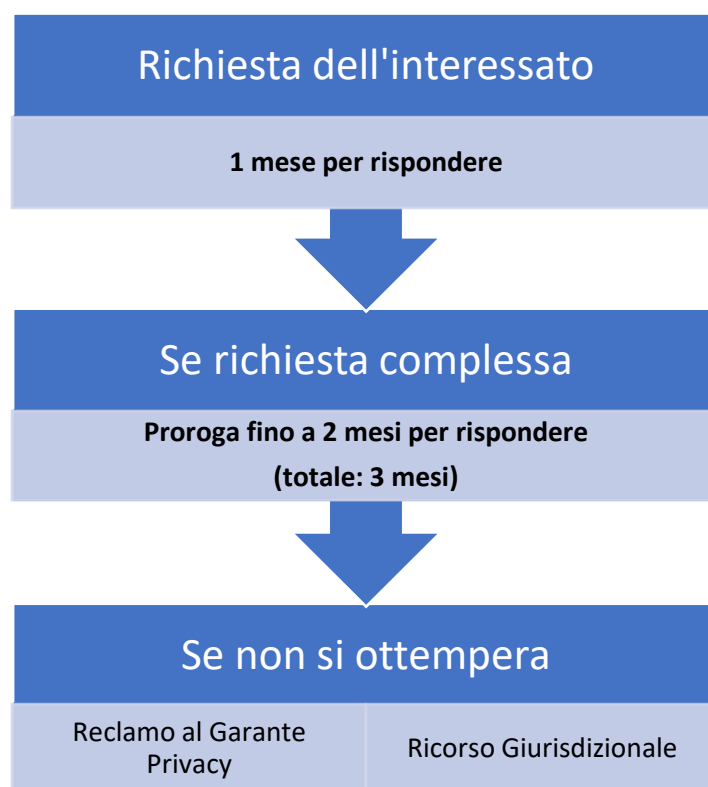 Richiesta dell'interessato
1 mese per rispondere
Se richiesta complessa
Proroga fino a 2 mesi per rispondere
(totale: 3 mesi)
Se non si ottempera
Reclamo al Garante
Privacy
Ricorso Giurisdizionale